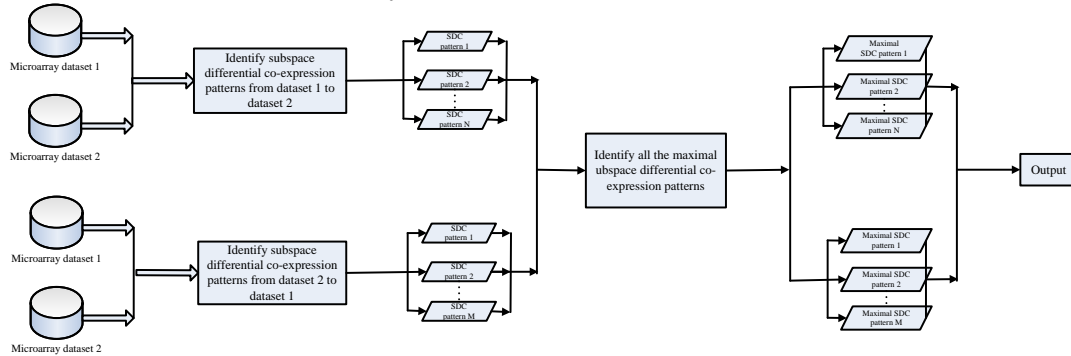 Microarray dataset 1
Microarray dataset 2
Identify subspace
differential co-expression
patterns from dataset 1 to
dataset 2
SDC
pattern 1
SDC
pattern 2
SDC
pattern N
Microarray dataset 1
Microarray dataset 2
Identify subspace
differential co-expression
patterns from dataset 2 to
dataset 1
SDC
pattern 1
SDC
pattern 2
SDC
pattern M
Identify all the maximal
ubspace differential co-
expression patterns
Maximal
SDC pattern 1
Maximal SDC
pattern 2
Maximal SDC
pattern N
Maximal SDC
pattern 1
Maximal SDC
pattern 2
Maximal SDC
pattern M
Output